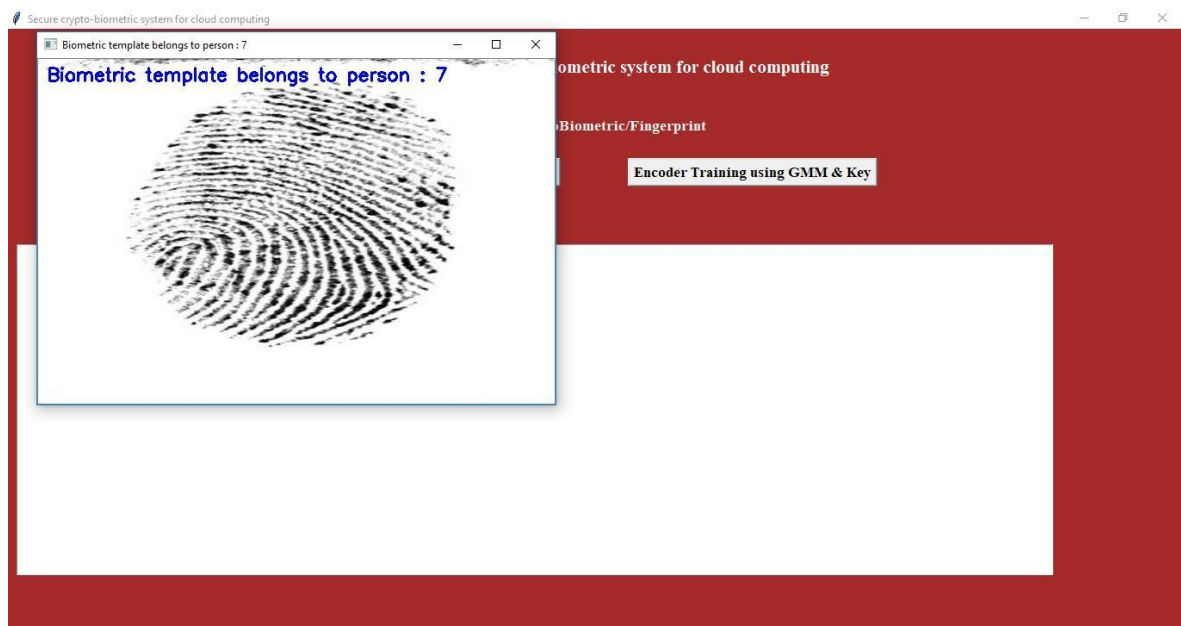 Secure crypto-biometric system for cloud computing
Biometric template belongs to person : 7
Biometric template belongs to person : 7
ometric system for cloud computing
Biometric/Fingerprint
Encoder Training using GMM & Key